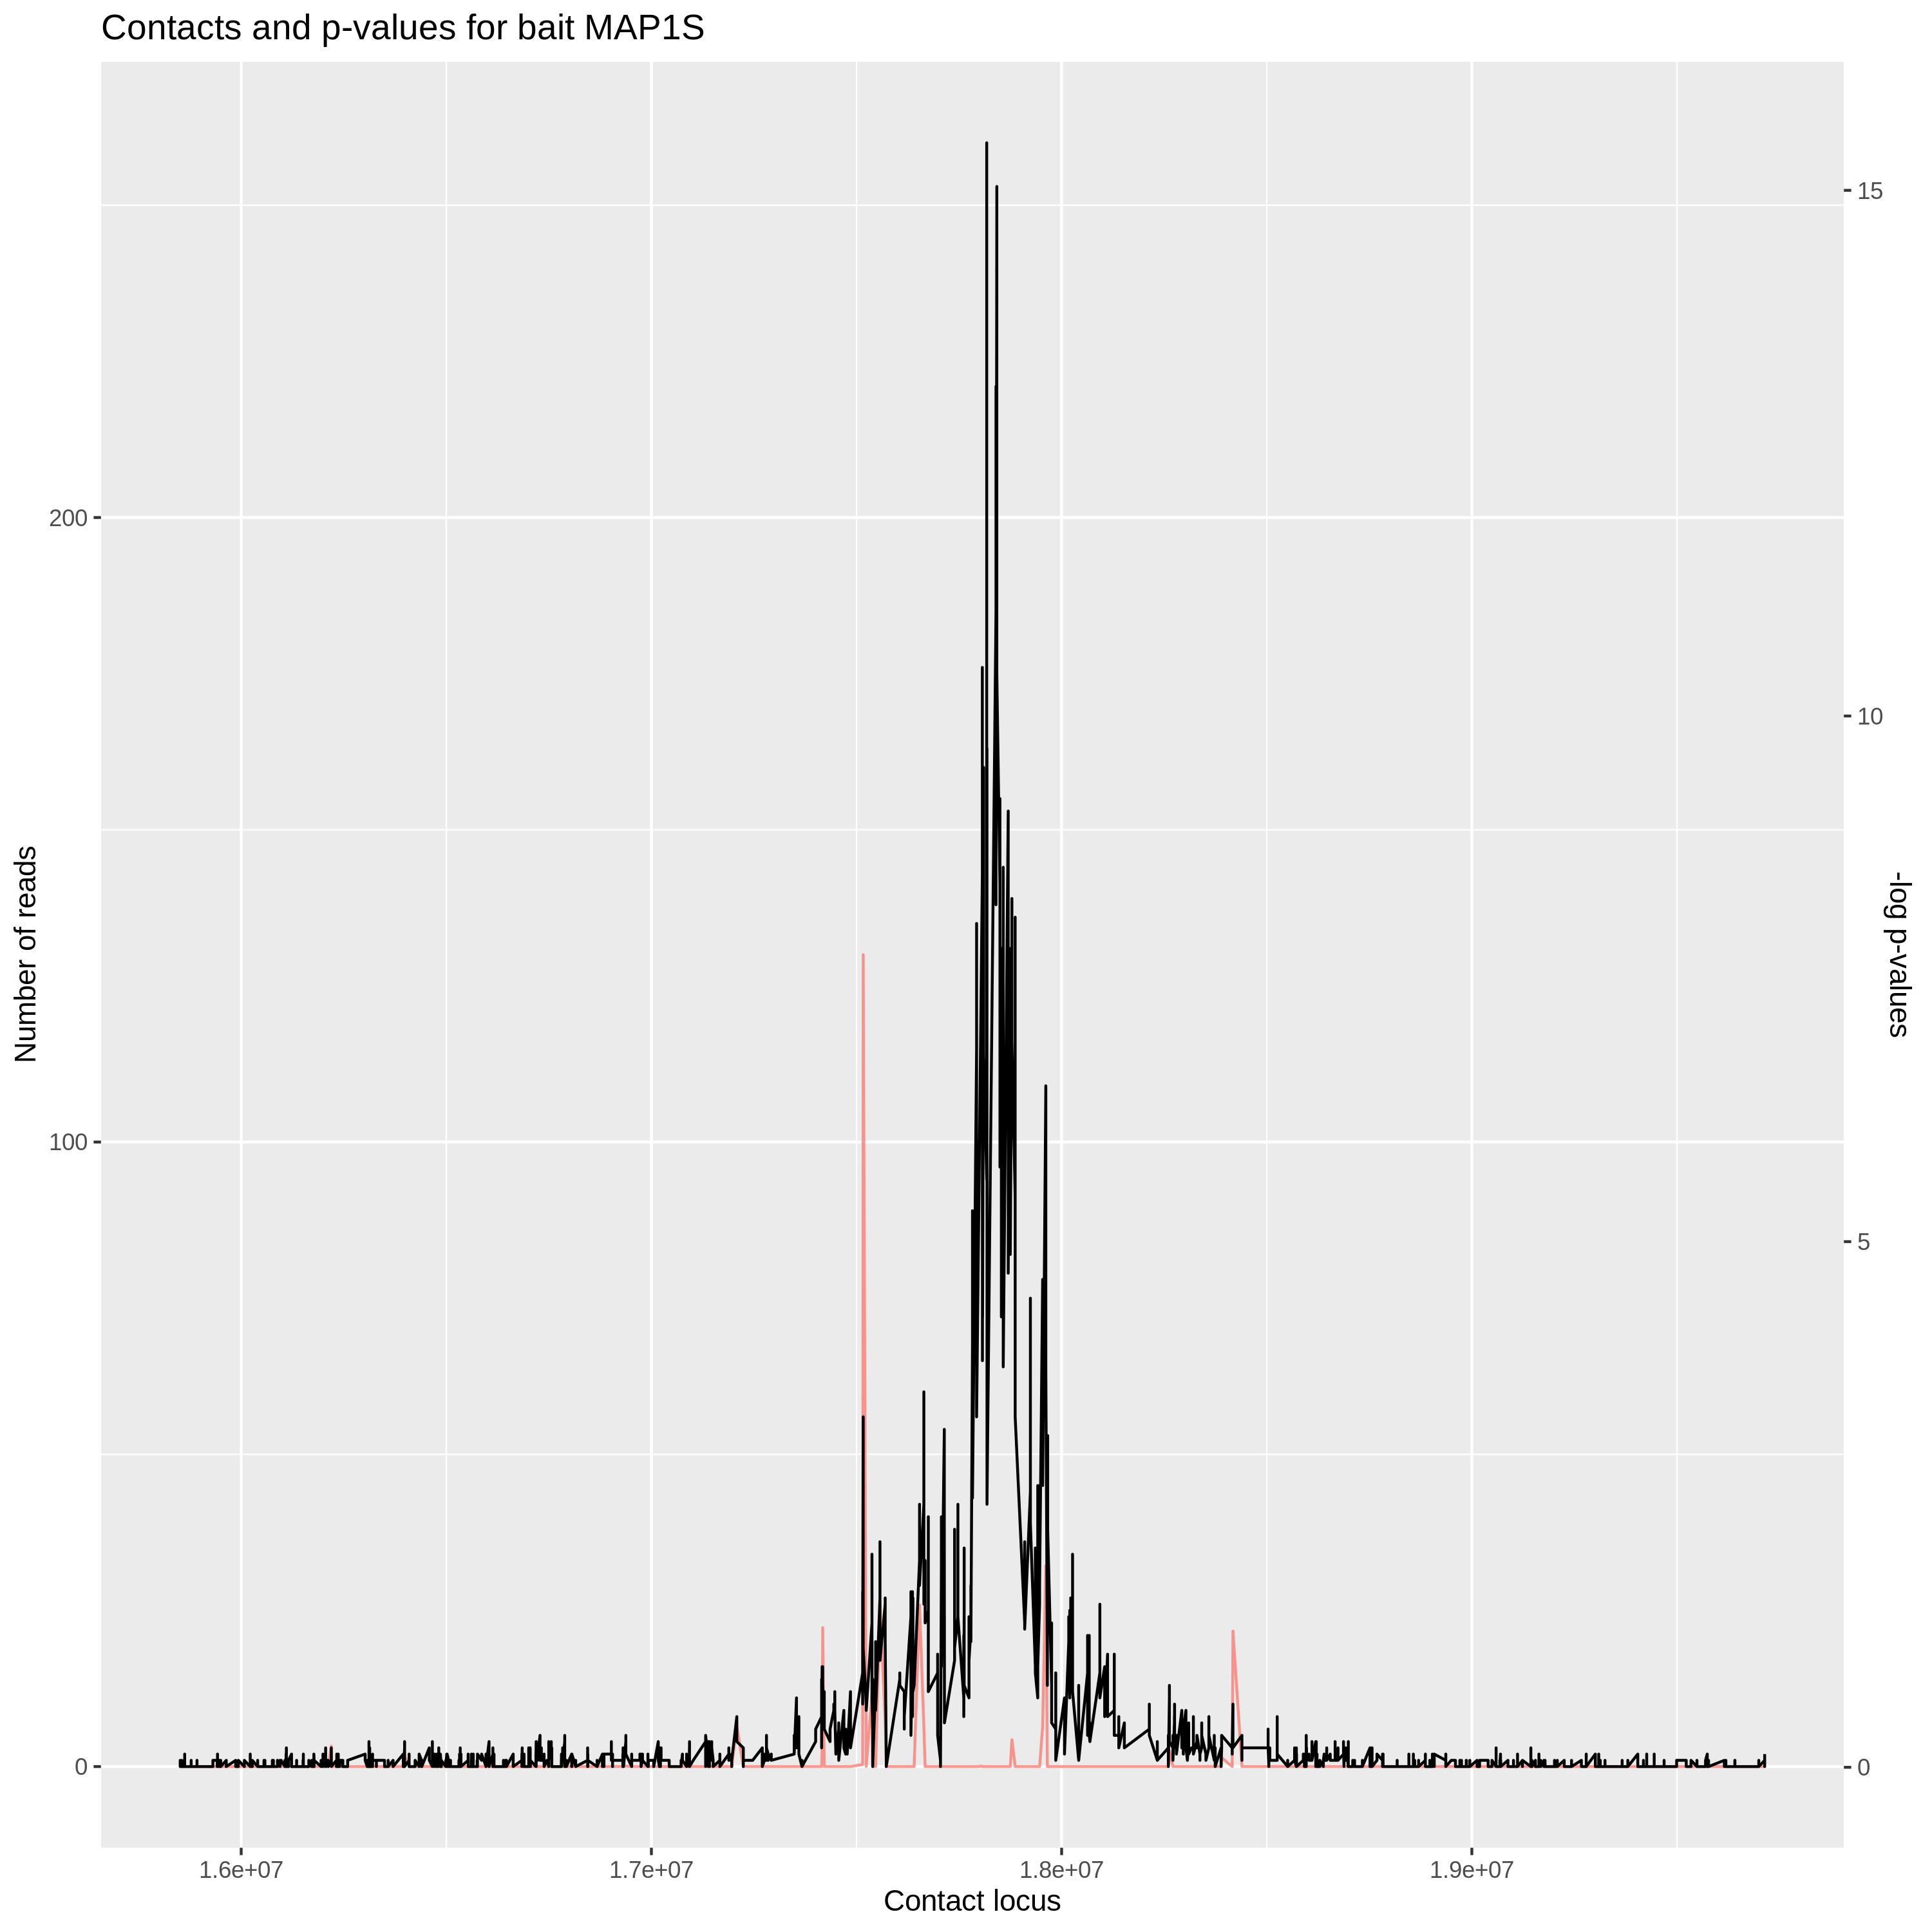 Contacts and p-values for bait MAP1S
Number of reads
200
100
0
15
10
5
0
-log p-values
1.6e+07
1.7e+07
1.8e+07
1.9e+07
Contact locus